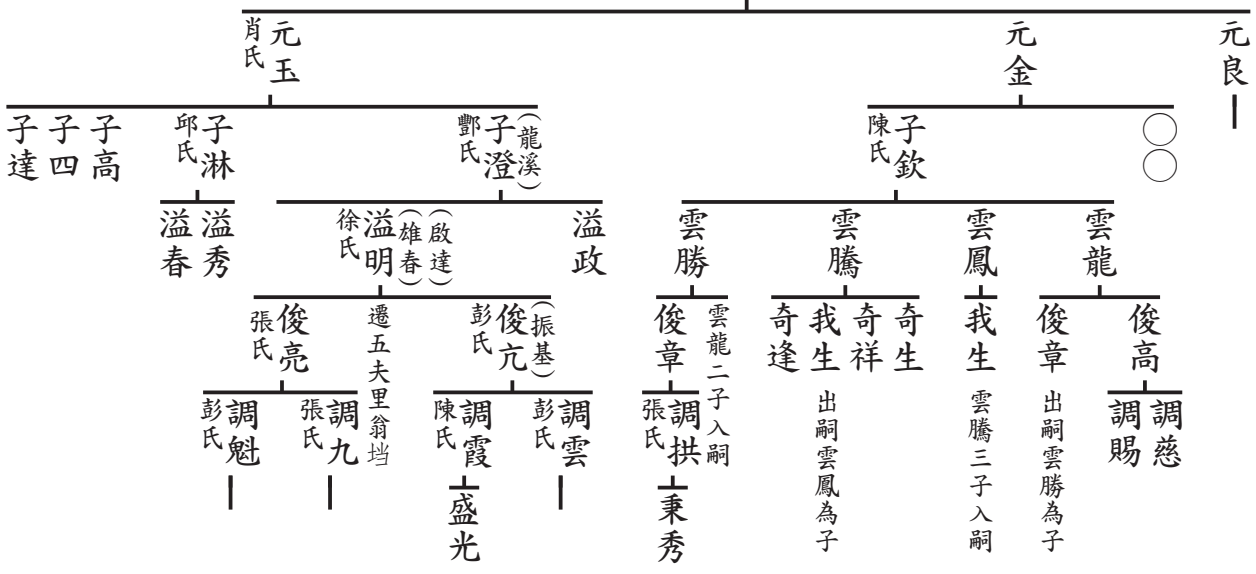 元良
元金
元玉
肖氏
○○
子欽
陳氏
(龍溪)
子澄
酆氏
子淋
邱氏
子高
子四
子達
雲龍
雲鳳
雲騰
雲勝
溢政
(啟達)
(雄春)
溢明
徐氏
溢秀
溢春
俊高
俊章
出嗣雲勝為子
我生
雲騰三子入嗣
奇生
奇祥
我生
出嗣雲鳳為子
奇逢
雲龍二子入嗣
俊章
(振基)
俊亢
彭氏
遷五夫里翁垱
俊亮
張氏
調慈
調賜
調拱
張氏
調雲
彭氏
調霞
陳氏
調九
張氏
調魁
彭氏
秉秀
盛光